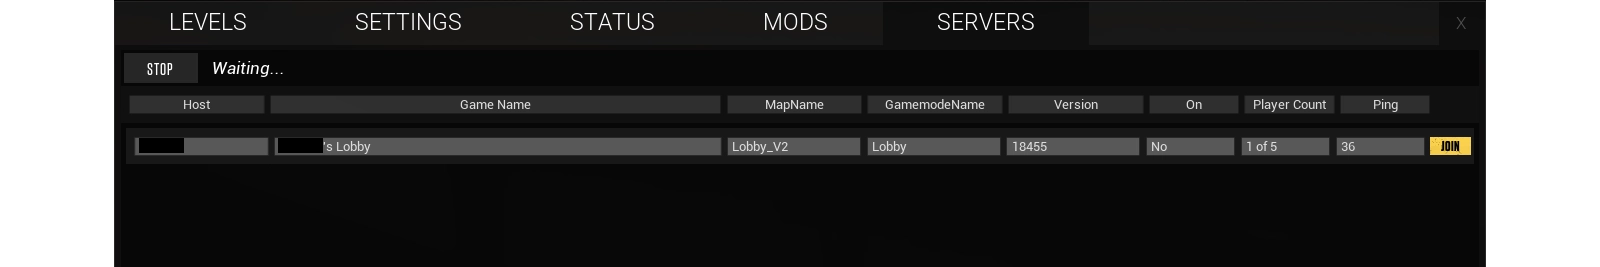 LEVELS SETTINGS STATUS MODS SERVERS X
STOP Waiting...
Host Game Name MapName GamemodeName Version On Player Count Ping
's Lobby Lobby_V2 Lobby 18455 No 1 of 5 36 JOIN